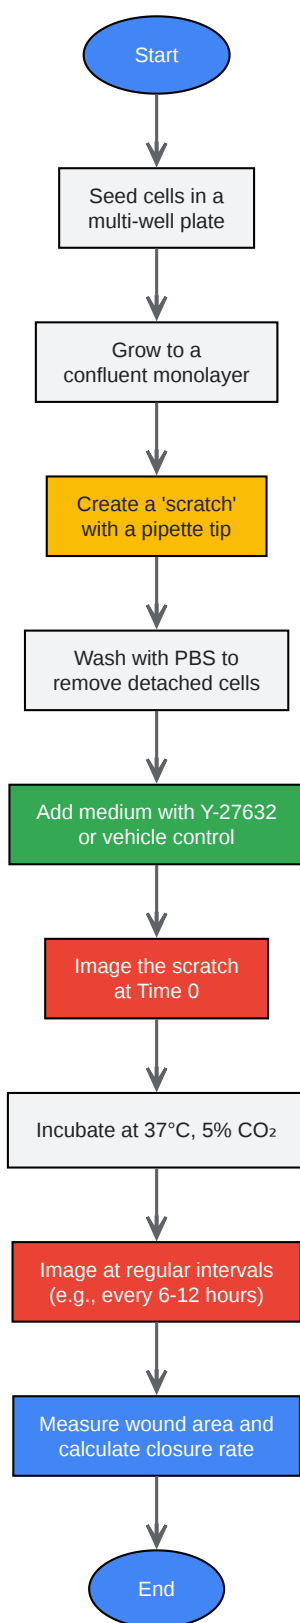 Start
Seed cells in a
multi-well plate
Grow to a
confluent monolayer
Create a 'scratch'
with a pipette tip
Wash with PBS to
remove detached cells
Add medium with Y-27632
or vehicle control
Image the scratch
at Time 0
Incubate at 37°C, 5% CO₂
Image at regular intervals
(e.g., every 6-12 hours)
Measure wound area and
calculate closure rate
End